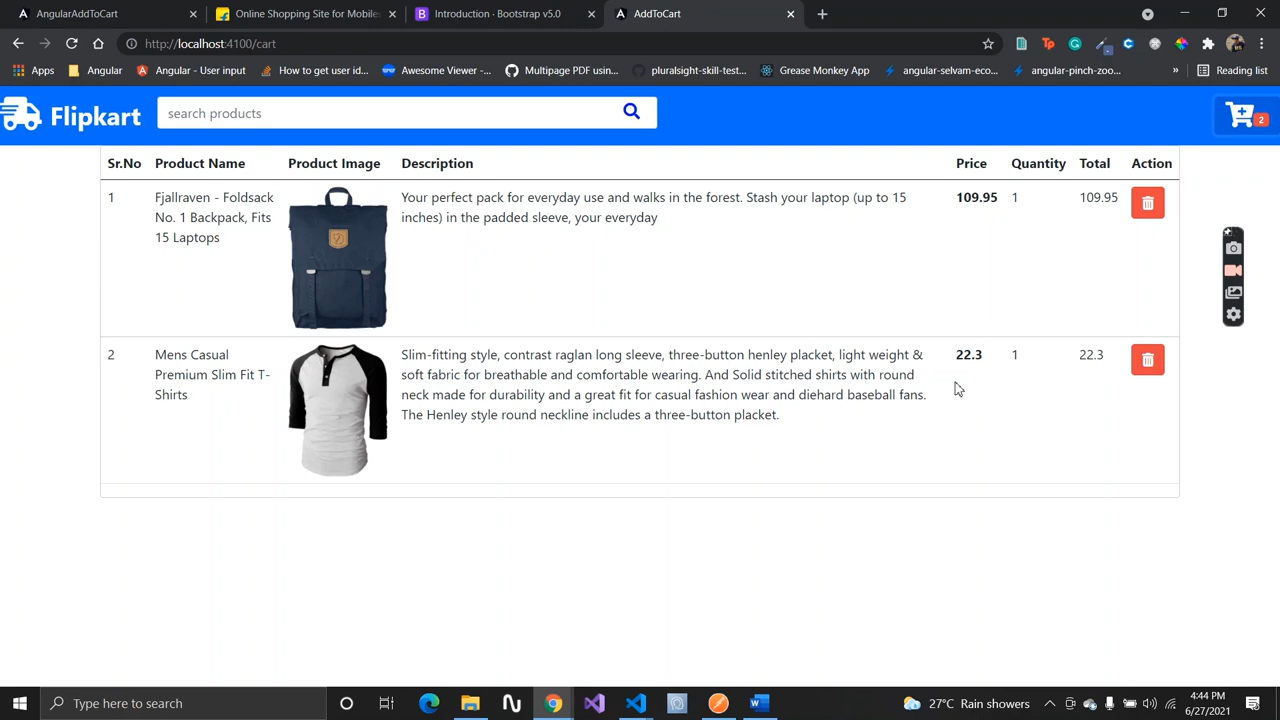 AngularAddToCart
Online Shopping Site for Mobiles
Introduction · Bootstrap v5.0
AddToCart
http://localhost:4100/cart
Apps
Angular
Angular - User input
How to get user id...
Awesome Viewer -...
Multipage PDF usin...
pluralsight-skill-test...
Grease Monkey App
angular-selvam-eco...
angular-pinch-zoo...
»
Reading list
Flipkart
search products
2
Sr.No Product Name Product Image Description Price Quantity Total Action
1 Fjallraven - Foldsack Your perfect pack for everyday use and walks in the forest. Stash your laptop (up to 15 109.95 1 109.95
No. 1 Backpack, Fits inches) in the padded sleeve, your everyday
15 Laptops
2 Mens Casual Slim-fitting style, contrast raglan long sleeve, three-button henley placket, light weight & 22.3 1 22.3
Premium Slim Fit T- soft fabric for breathable and comfortable wearing. And Solid stitched shirts with round
Shirts neck made for durability and a great fit for casual fashion wear and diehard baseball fans.
The Henley style round neckline includes a three-button placket.
Type here to search
27°C Rain showers
4:44 PM
6/27/2021